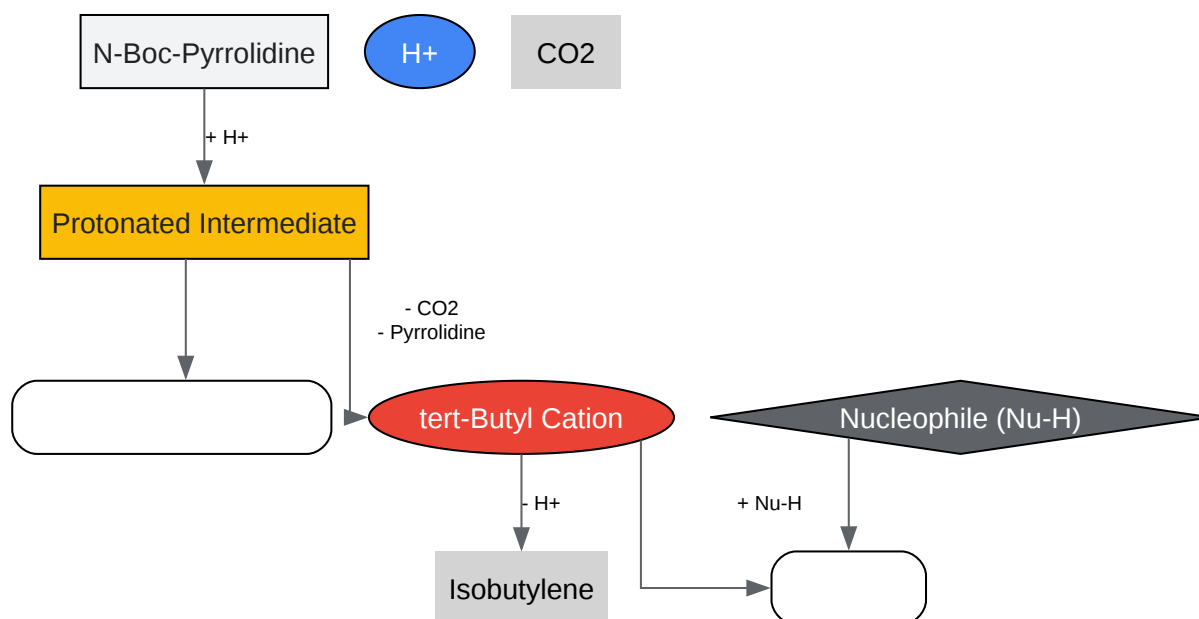 N-Boc-Pyrrolidine
H+
CO2
+ H+
Protonated Intermediate
- CO2
- Pyrrolidine
tert-Butyl Cation
Nucleophile (Nu-H)
- H+
+ Nu-H
Isobutylene